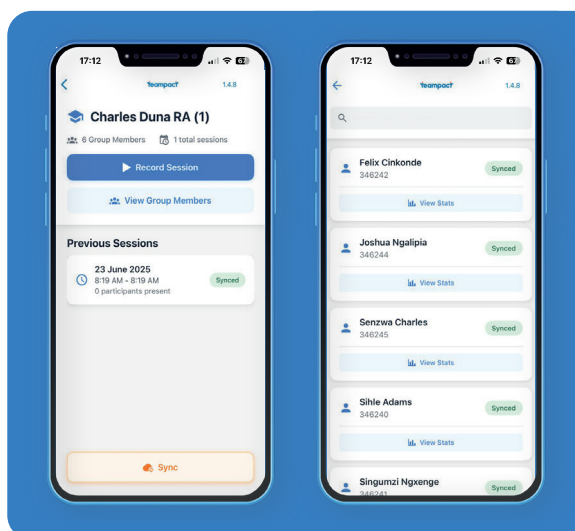 17:12
67
teampact
1.4.8
Charles Duna RA (1)
6 Group Members 1 total sessions
Record Session
View Group Members
Previous Sessions
23 June 2025
8:19 AM - 8:19 AM
0 participants present
Synced
Sync
17:12
67
teampact
1.4.8
Felix Cinkonde
346242
Synced
View Stats
Joshua Ngalipia
346244
Synced
View Stats
Senzwa Charles
346245
Synced
View Stats
Sihle Adams
346240
Synced
View Stats
Singumzi Ngxenge
346241
Synced